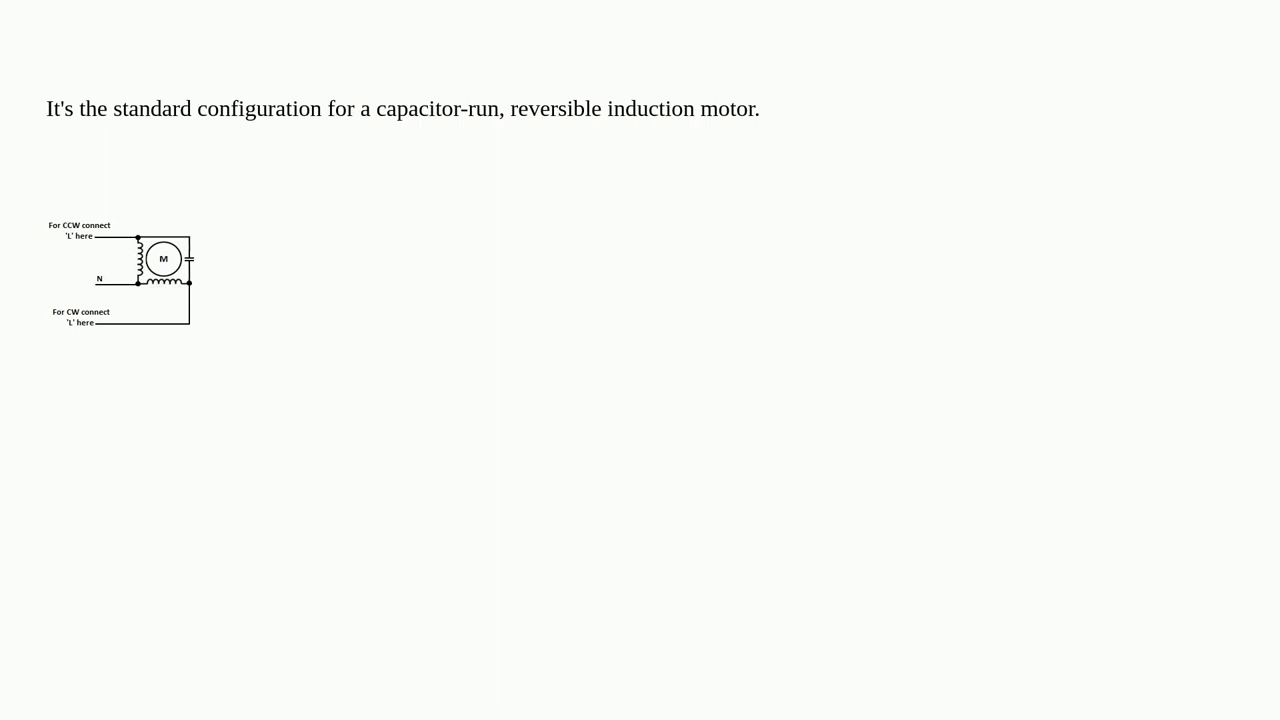 It's the standard configuration for a capacitor-run, reversible induction motor.
For CCW connect
'L' here
M
N
For CW connect
'L' here